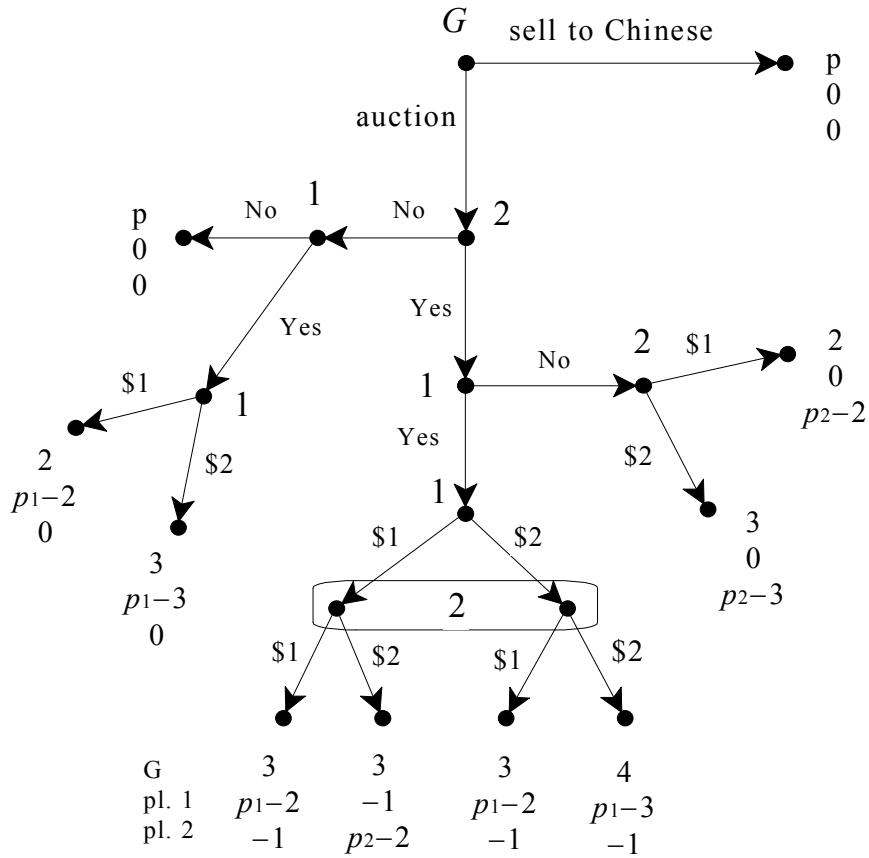 G sell to Chinese
p
0
0
auction
1
No No 2
p
0
0
Yes Yes
2 $1 2
0
p2−2
1 No
$1 1 Yes $2
$2
2
p1−2
0
1
3
p1−3
0
$1 $2
3
0
p2−3
2
$1 $2 $1 $2
G 3 3 3 4
pl. 1 p1−2 −1 p1−2 p1−3
pl. 2 −1 p2−2 −1 −1